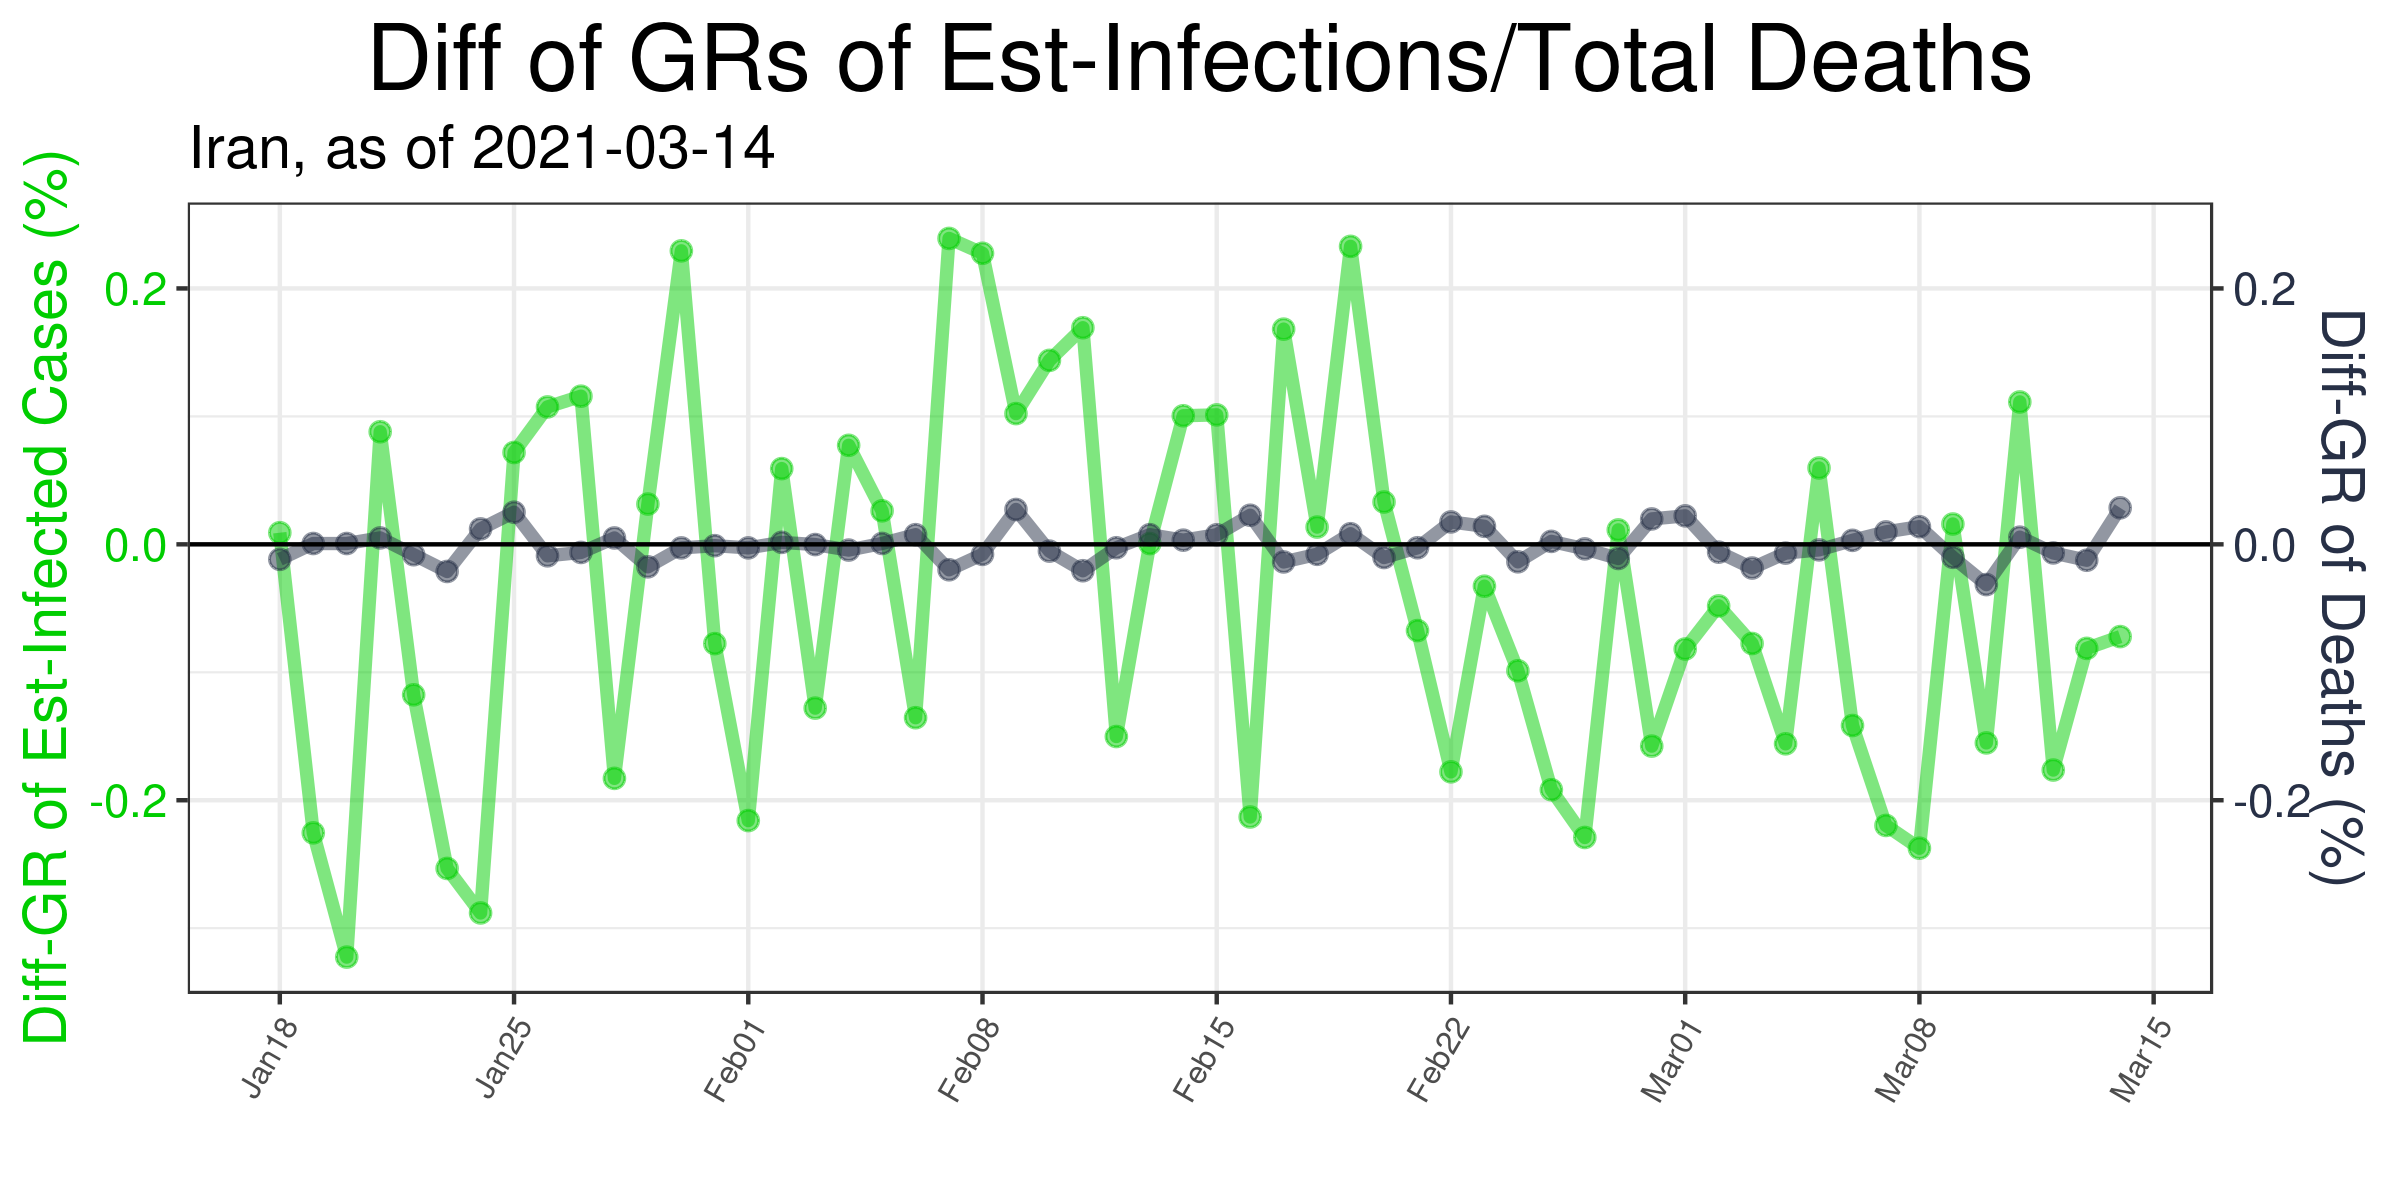 Diff of GRs of Est-Infections/Total Deaths
Iran, as of 2021-03-14
Diff-GR of Est-Infected Cases (%)
0.2
0.0
-0.2
0.2
0.0
-0.2
Diff-GR of Deaths (%)
Jan18
Jan25
Feb01
Feb08
Feb15
Feb22
Mar01
Mar08
Mar15